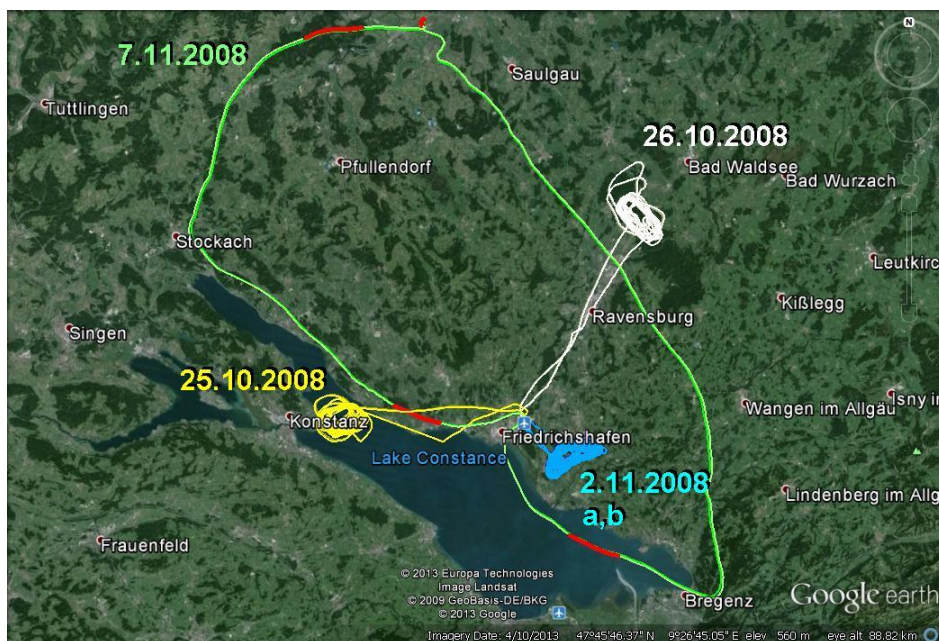 N
7.11.2008
Saulgau
Tuttlingen
26.10.2008
Pfullendorf
Bad Waldsee
Bad Wurzach
Stockach
Leutkirc
Kißlegg
Ravensburg
Singen
25.10.2008
Isny in
Wangen im Allgäu
Konstanz
Friedrichshafen
Lake Constance
2.11.2008
a,b
Lindenberg im Allg
Frauenfeld
© 2013 Europa Technologies
Image Landsat
© 2009 GeoBasis-DE/BKG
© 2013 Google
Bregenz
Google earth
Imagery Date: 4/10/2013 47°45'46.37" N 9°26'45.05" E elev 560 m eye alt 88.82 km